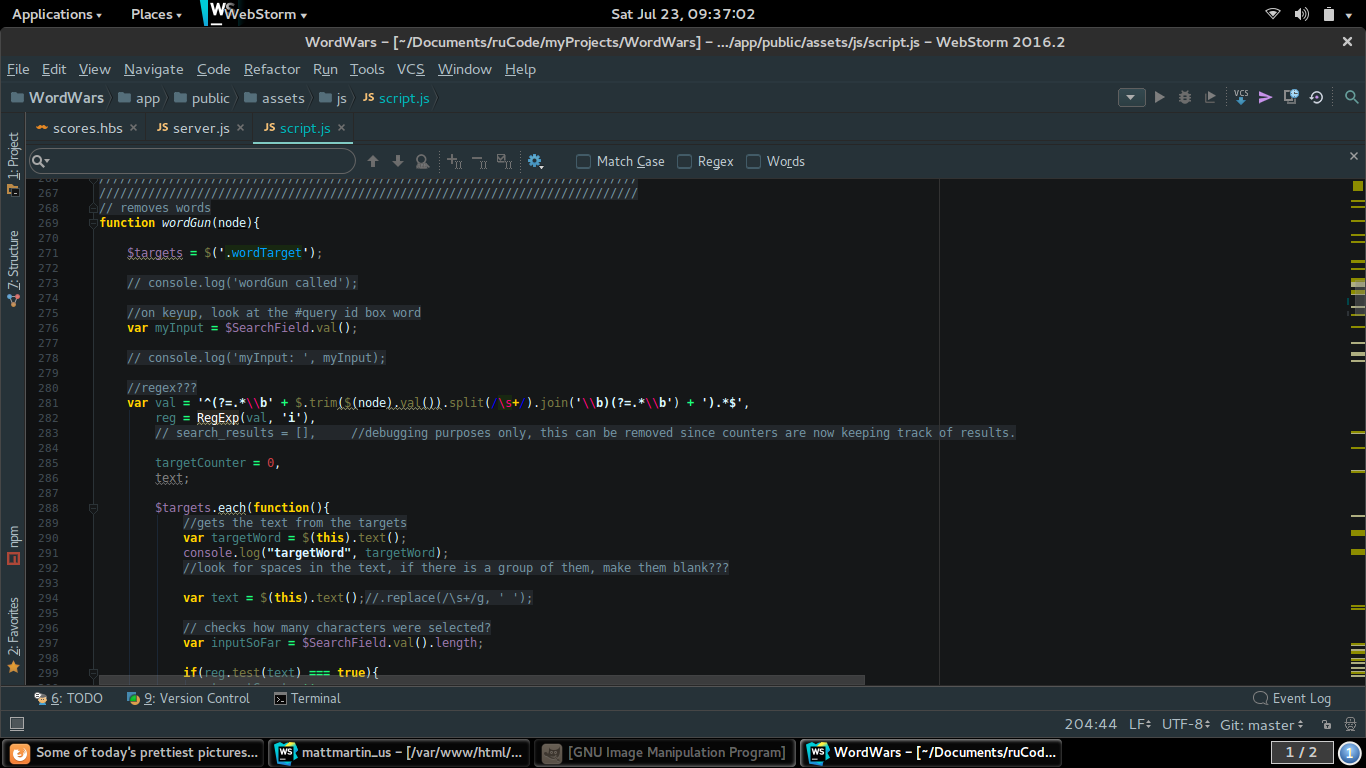 Applications Places WebStorm Sat Jul 23, 09:37:02
WordWars – [~/Documents/ruCode/myProjects/WordWars] – .../app/public/assets/js/script.js – WebStorm 2016.2
File Edit View Navigate Code Refactor Run Tools VCS Window Help
WordWars app public assets js JS script.js VCS
scores.hbs JS server.js JS script.js
Match Case Regex Words
1: Project
7: Structure
npm
2: Favorites
266 ////////////////////////////////////////////////////////////////////////////
267 ////////////////////////////////////////////////////////////////////////////
268 // removes words
269 function wordGun(node){
270
271 $targets = $('.wordTarget');
272
273 // console.log('wordGun called');
274
275 //on keyup, look at the #query id box word
276 var myInput = $SearchField.val();
277
278 // console.log('myInput: ', myInput);
279
280 //regex???
281 var val = '^(?=.*\\b' + $.trim($(node).val()).split(/\s+/).join('\\b)(?=.*\\b') + ').*$',
282 reg = RegExp(val, 'i'),
283 // search_results = [], //debugging purposes only, this can be removed since counters are now keeping track of results.
284
285 targetCounter = 0,
286 text;
287
288 $targets.each(function(){
289 //gets the text from the targets
290 var targetWord = $(this).text();
291 console.log("targetWord", targetWord);
292 //look for spaces in the text, if there is a group of them, make them blank???
293
294 var text = $(this).text();//.replace(/\s+/g, ' ');
295
296 // checks how many characters were selected?
297 var inputSoFar = $SearchField.val().length;
298
299 if(reg.test(text) === true){
6: TODO 9: Version Control Terminal Event Log
204:44 LF UTF-8 Git: master
Some of today's prettiest pictures... mattmartin_us – [/var/www/html/... [GNU Image Manipulation Program] WordWars – [~/Documents/ruCod... 1 / 2 1